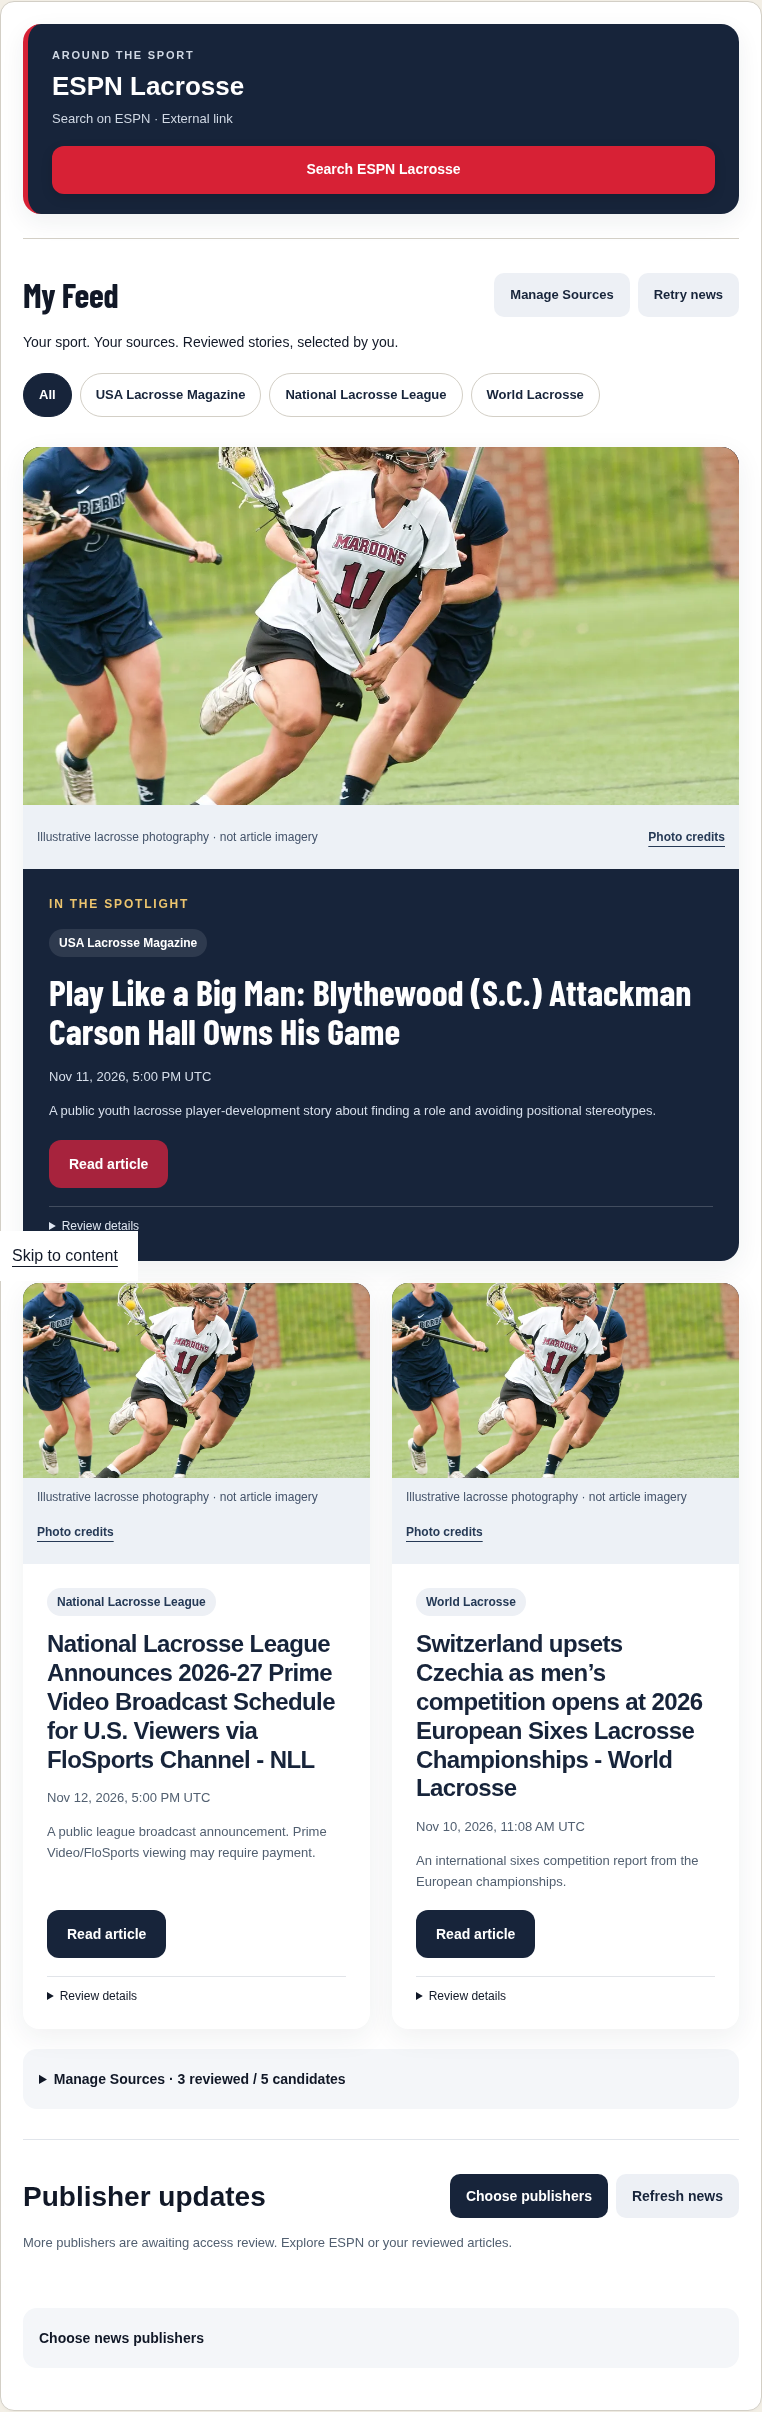 AROUND THE SPORT
ESPN Lacrosse
Search on ESPN · External link
Search ESPN Lacrosse
My Feed
Manage Sources
Retry news
Your sport. Your sources. Reviewed stories, selected by you.
All
USA Lacrosse Magazine
National Lacrosse League
World Lacrosse
BERRY
MAROONS
11
Illustrative lacrosse photography · not article imagery
Photo credits
IN THE SPOTLIGHT
USA Lacrosse Magazine
Play Like a Big Man: Blythewood (S.C.) Attackman
Carson Hall Owns His Game
Nov 11, 2026, 5:00 PM UTC
A public youth lacrosse player-development story about finding a role and avoiding positional stereotypes.
Read article
Review details
Skip to content
MAROONS
11
Illustrative lacrosse photography · not article imagery
Photo credits
National Lacrosse League
National Lacrosse League
Announces 2026-27 Prime
Video Broadcast Schedule
for U.S. Viewers via
FloSports Channel - NLL
Nov 12, 2026, 5:00 PM UTC
A public league broadcast announcement. Prime
Video/FloSports viewing may require payment.
Read article
Review details
MAROONS
11
Illustrative lacrosse photography · not article imagery
Photo credits
World Lacrosse
Switzerland upsets
Czechia as men’s
competition opens at 2026
European Sixes Lacrosse
Championships - World
Lacrosse
Nov 10, 2026, 11:08 AM UTC
An international sixes competition report from the
European championships.
Read article
Review details
Manage Sources · 3 reviewed / 5 candidates
Publisher updates
Choose publishers
Refresh news
More publishers are awaiting access review. Explore ESPN or your reviewed articles.
Choose news publishers